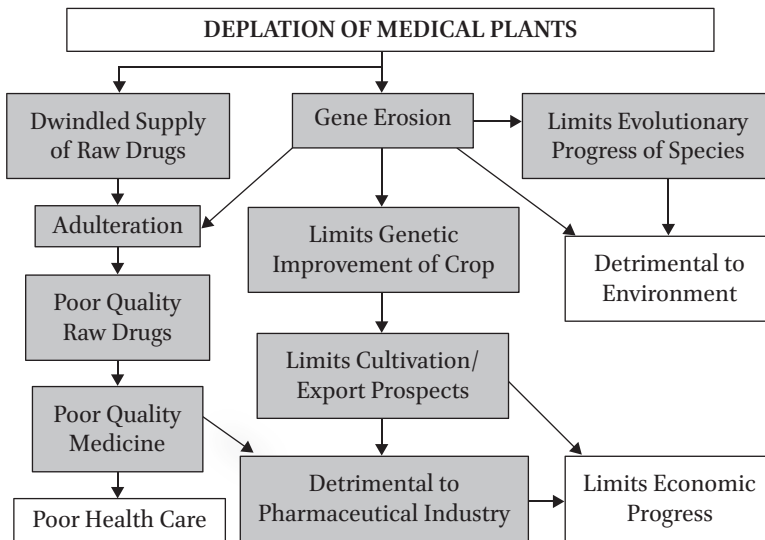 DEPLATION OF MEDICAL PLANTS
Dwindled Supply
of Raw Drugs
Gene Erosion
Limits Evolutionary
Progress of Species
Adulteration
Limits Genetic
Improvement of Crop
Detrimental to
Environment
Poor Quality
Raw Drugs
Limits Cultivation/
Export Prospects
Poor Quality
Medicine
Detrimental to
Pharmaceutical Industry
Limits Economic
Progress
Poor Health Care